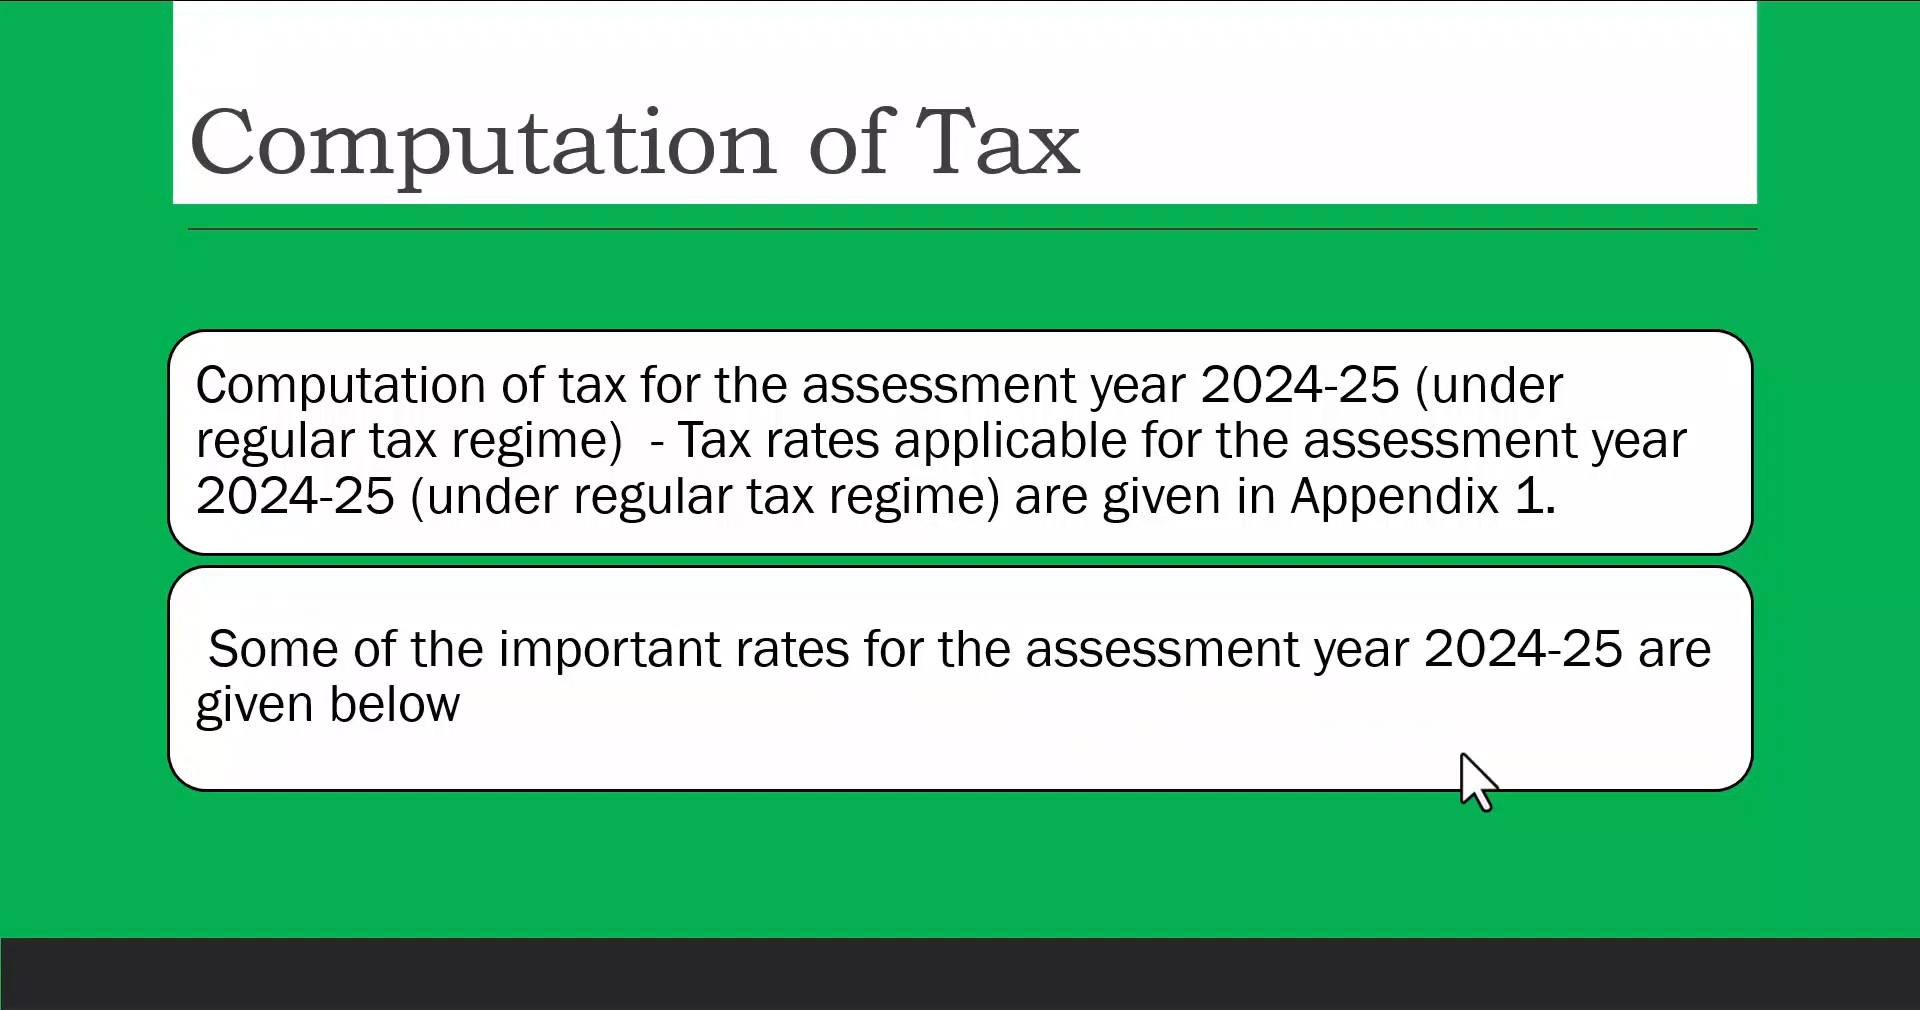 Computation of Tax
Computation of tax for the assessment year 2024-25 (under
regular tax regime)  - Tax rates applicable for the assessment year
2024-25 (under regular tax regime) are given in Appendix 1.
Some of the important rates for the assessment year 2024-25 are
given below